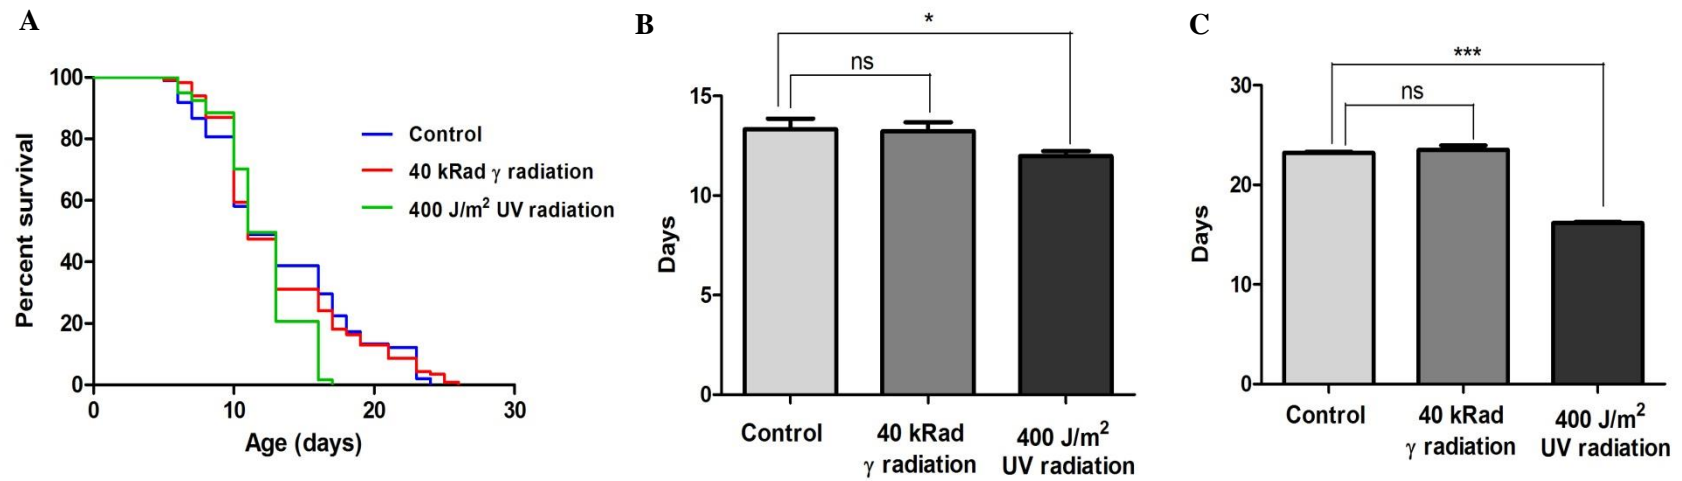 A
Percent survival
100
80
60
40
20
0
0 10 20 30
Age (days)
Control
40 kRad γ radiation
400 J/m² UV radiation
B
*
ns
Days
15
10
5
0
Control
40 kRad
γ radiation
400 J/m²
UV radiation
C
***
ns
Days
30
20
10
0
Control
40 kRad
γ radiation
400 J/m²
UV radiation